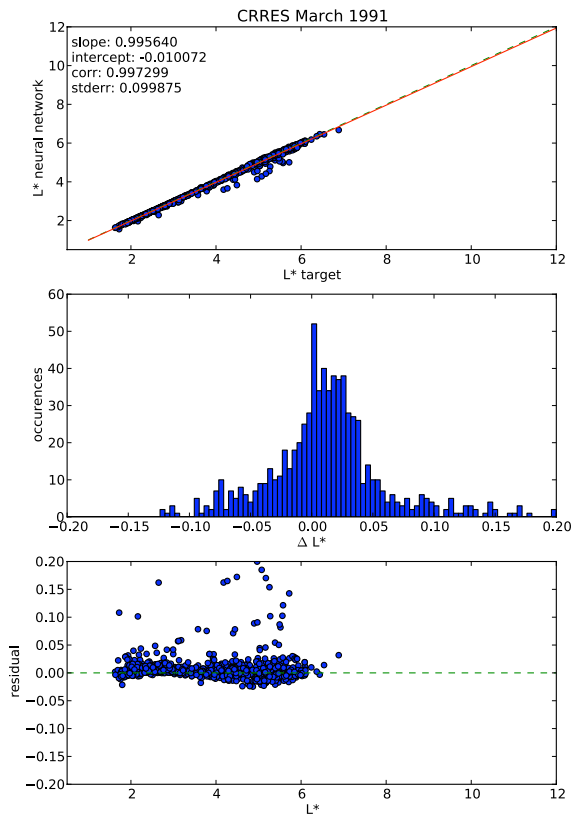 CRRES March 1991
slope: 0.995640
intercept: -0.010072
corr: 0.997299
stderr: 0.099875
12
10
8
6
4
2
L* neural network
2 4 6 8 10 12
L* target
60
50
40
30
20
10
0
occurences
−0.20 −0.15 −0.10 −0.05 0.00 0.05 0.10 0.15 0.20
Δ L*
0.20
0.15
0.10
0.05
0.00
−0.05
−0.10
−0.15
−0.20
residual
2 4 6 8 10 12
L*